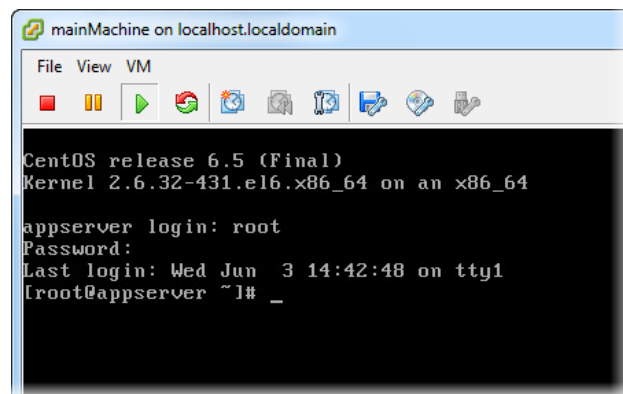 mainMachine on localhost.localdomain
File View VM
CentOS release 6.5 (Final)
Kernel 2.6.32-431.el6.x86_64 on an x86_64
appserver login: root
Password:
Last login: Wed Jun  3 14:42:48 on tty1
[root@appserver ~]# _